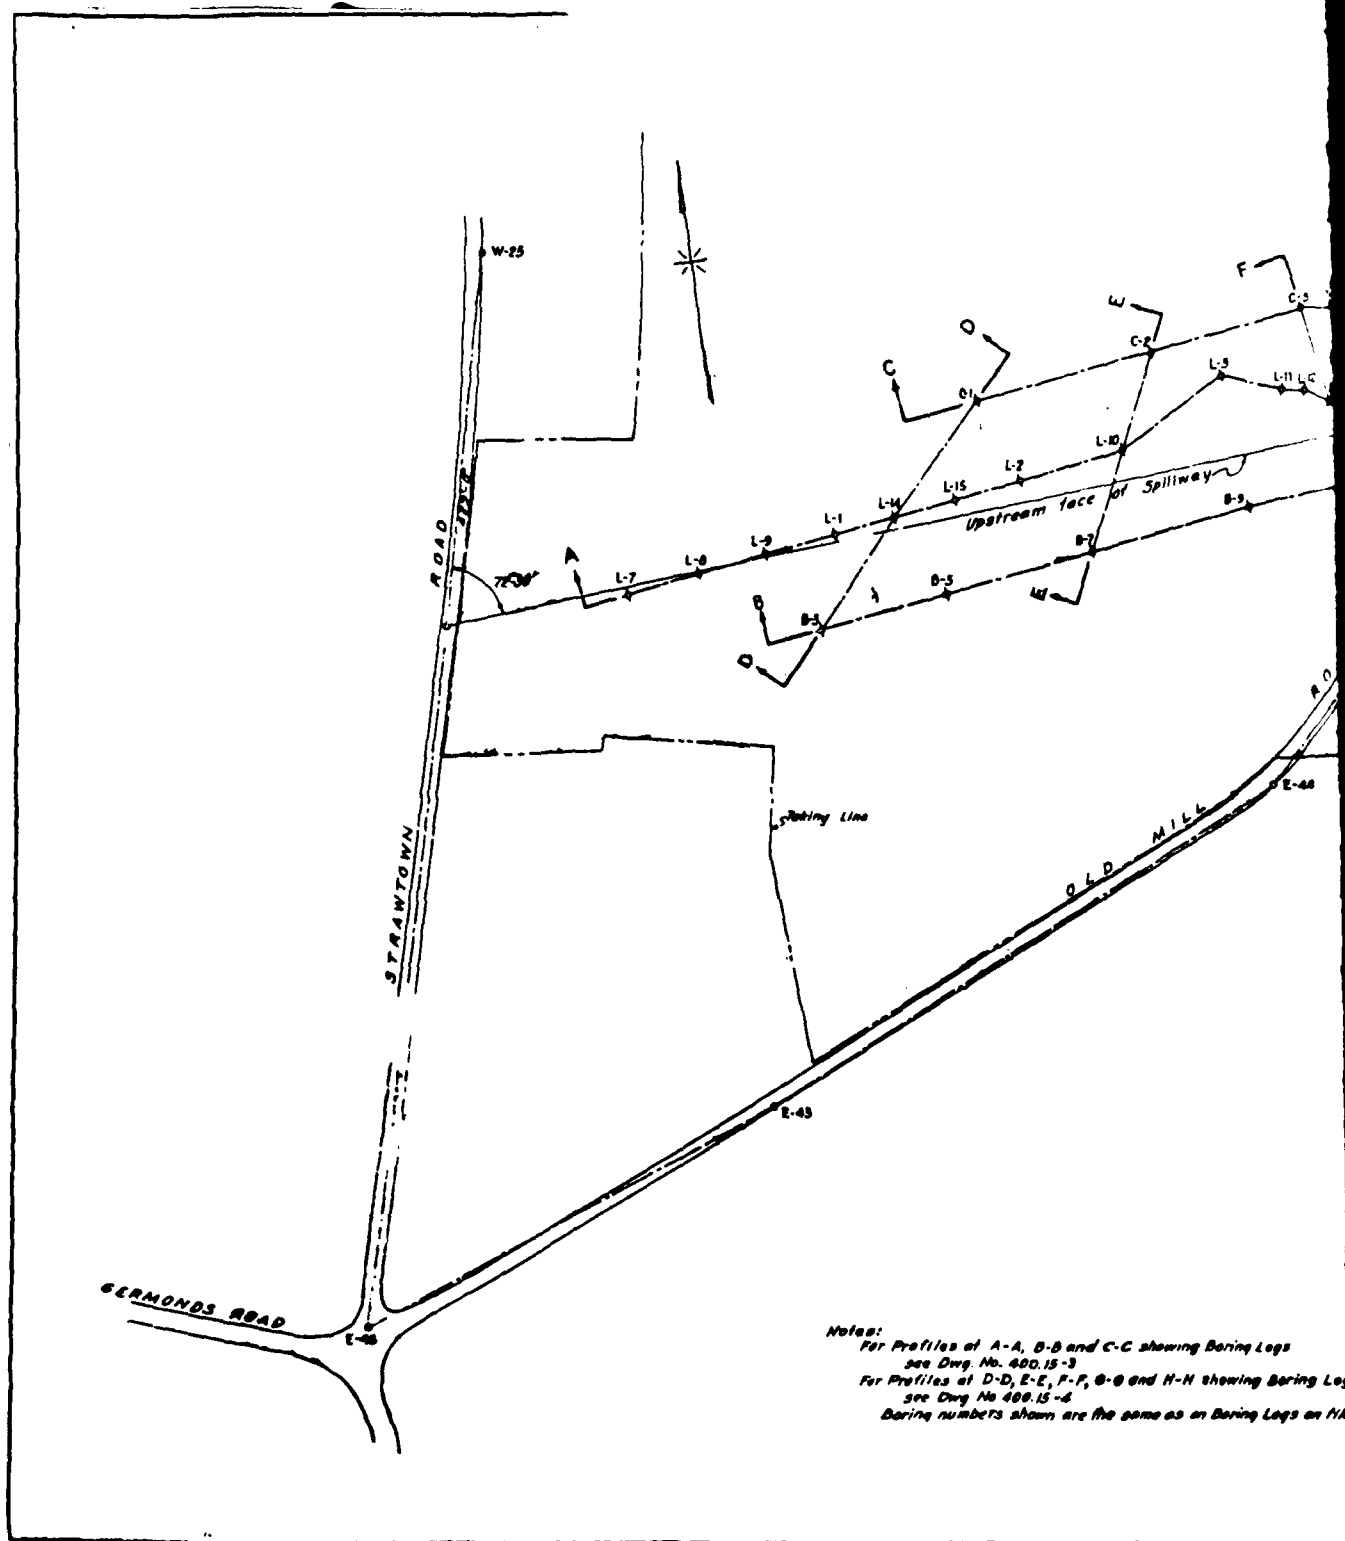 W-25
F
C-3
E
D
C-2
C
L-3
L-11
L-12
C-1
L-10
L-2
L-15
L-14
Upstream face of Spillway
B-9
ROAD
L-1
L-9
A
L-8
B-7
72°30'
L-7
B-5
E
B
B-3
D
RO
E-44
Taking Line
OLD MILL
STRAWTOWN
E-43
GERMONDS ROAD
Notes:
For Profiles at A-A, B-B and C-C showing Boring Logs
see Dwg. No. 400.15-3
For Profiles at D-D, E-E, F-F, G-G and H-H showing Boring Log
see Dwg No 400.15-4
Boring numbers shown are the same as on Boring Logs on